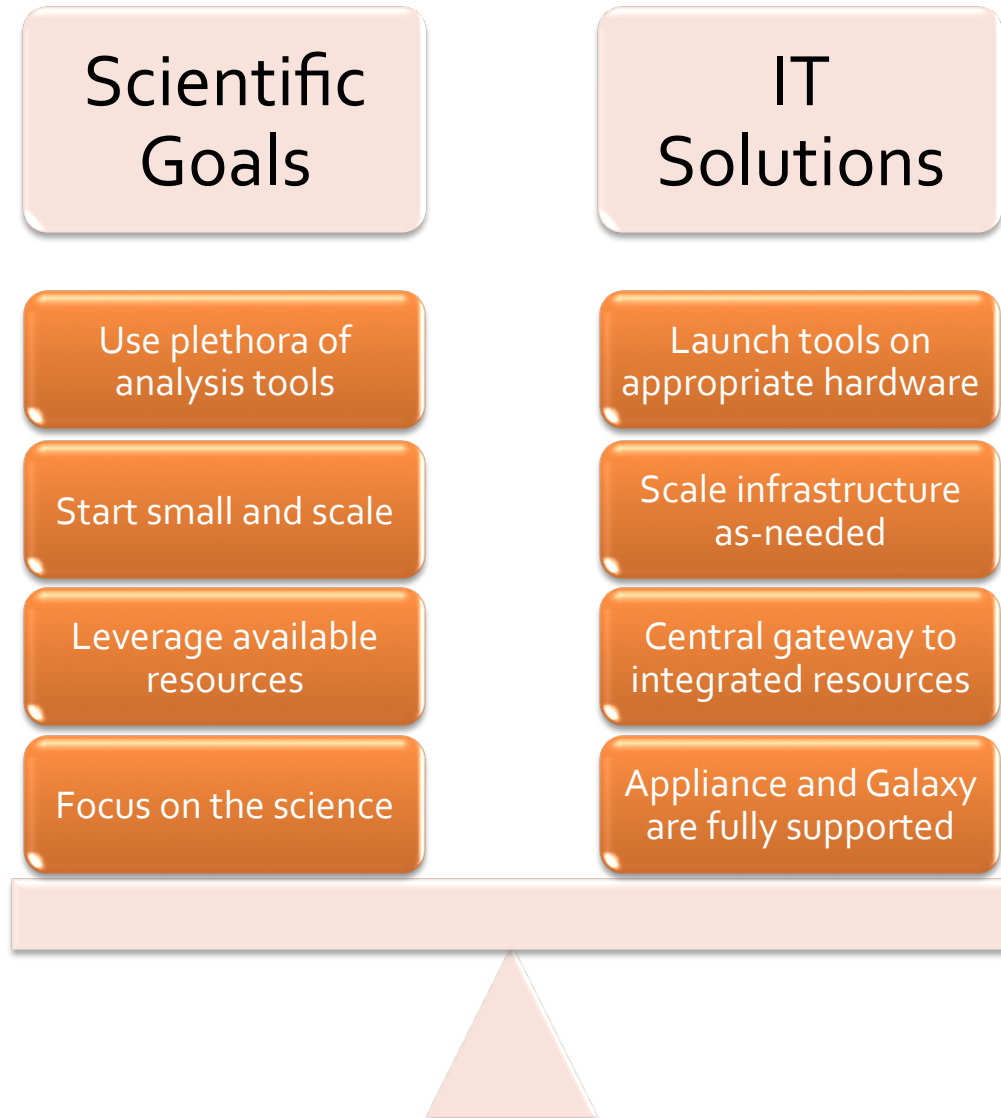 Scientific
Goals
IT
Solutions
Use plethora of
analysis tools
Launch tools on
appropriate hardware
Start small and scale
Scale infrastructure
as-needed
Leverage available
resources
Central gateway to
integrated resources
Focus on the science
Appliance and Galaxy
are fully supported